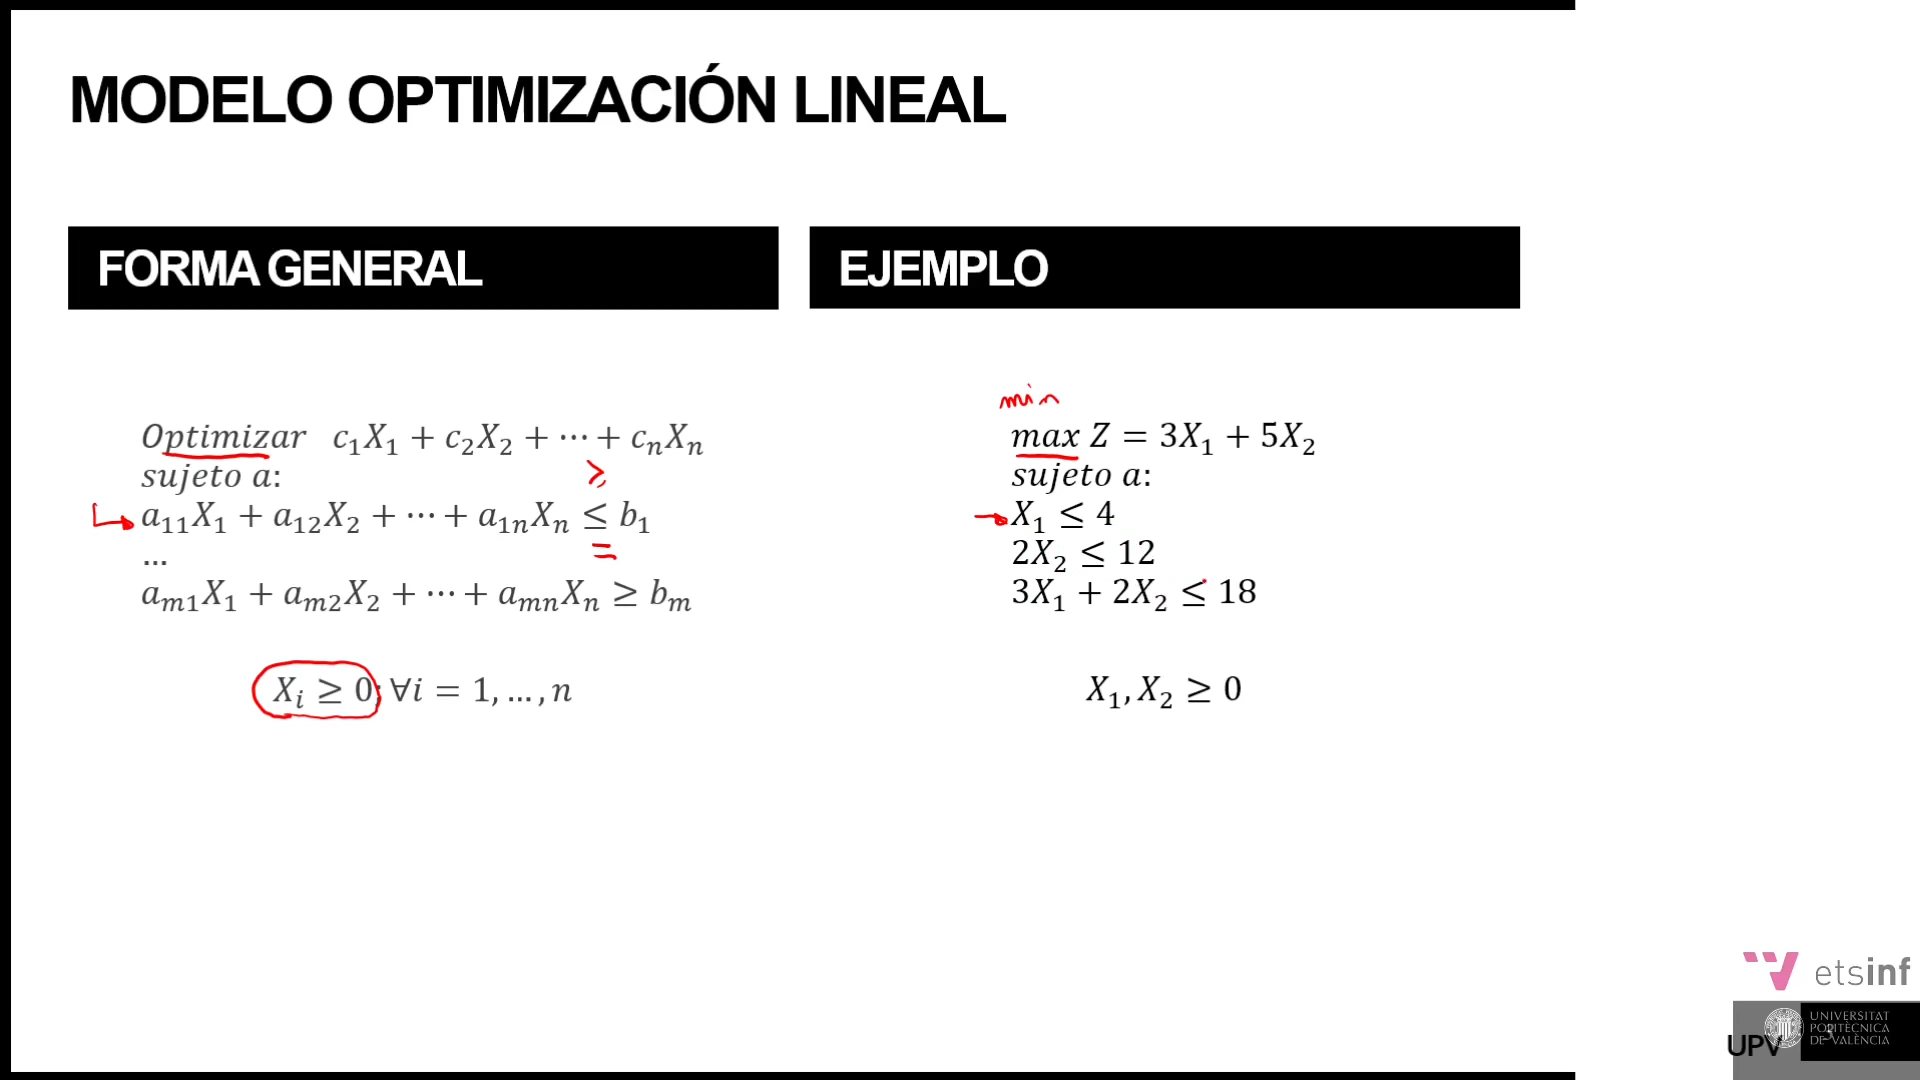 MODELO OPTIMIZACIÓN LINEAL
FORMA GENERAL
Optimizar c₁X₁ + c₂X₂ + ⋯ + cₙXₙ
sujeto a:
≥
a₁₁X₁ + a₁₂X₂ + ⋯ + a₁ₙXₙ ≤ b₁
=
...
aₘ₁X₁ + aₘ₂X₂ + ⋯ + aₘₙXₙ ≥ bₘ
Xᵢ ≥ 0; ∀i = 1, … , n
EJEMPLO
min
max Z = 3X₁ + 5X₂
sujeto a:
X₁ ≤ 4
2X₂ ≤ 12
3X₁ + 2X₂ ≤ 18
X₁, X₂ ≥ 0
etsinf
UNIVERSITAT
POLITÈCNICA
DE VALÈNCIA
UPV
3